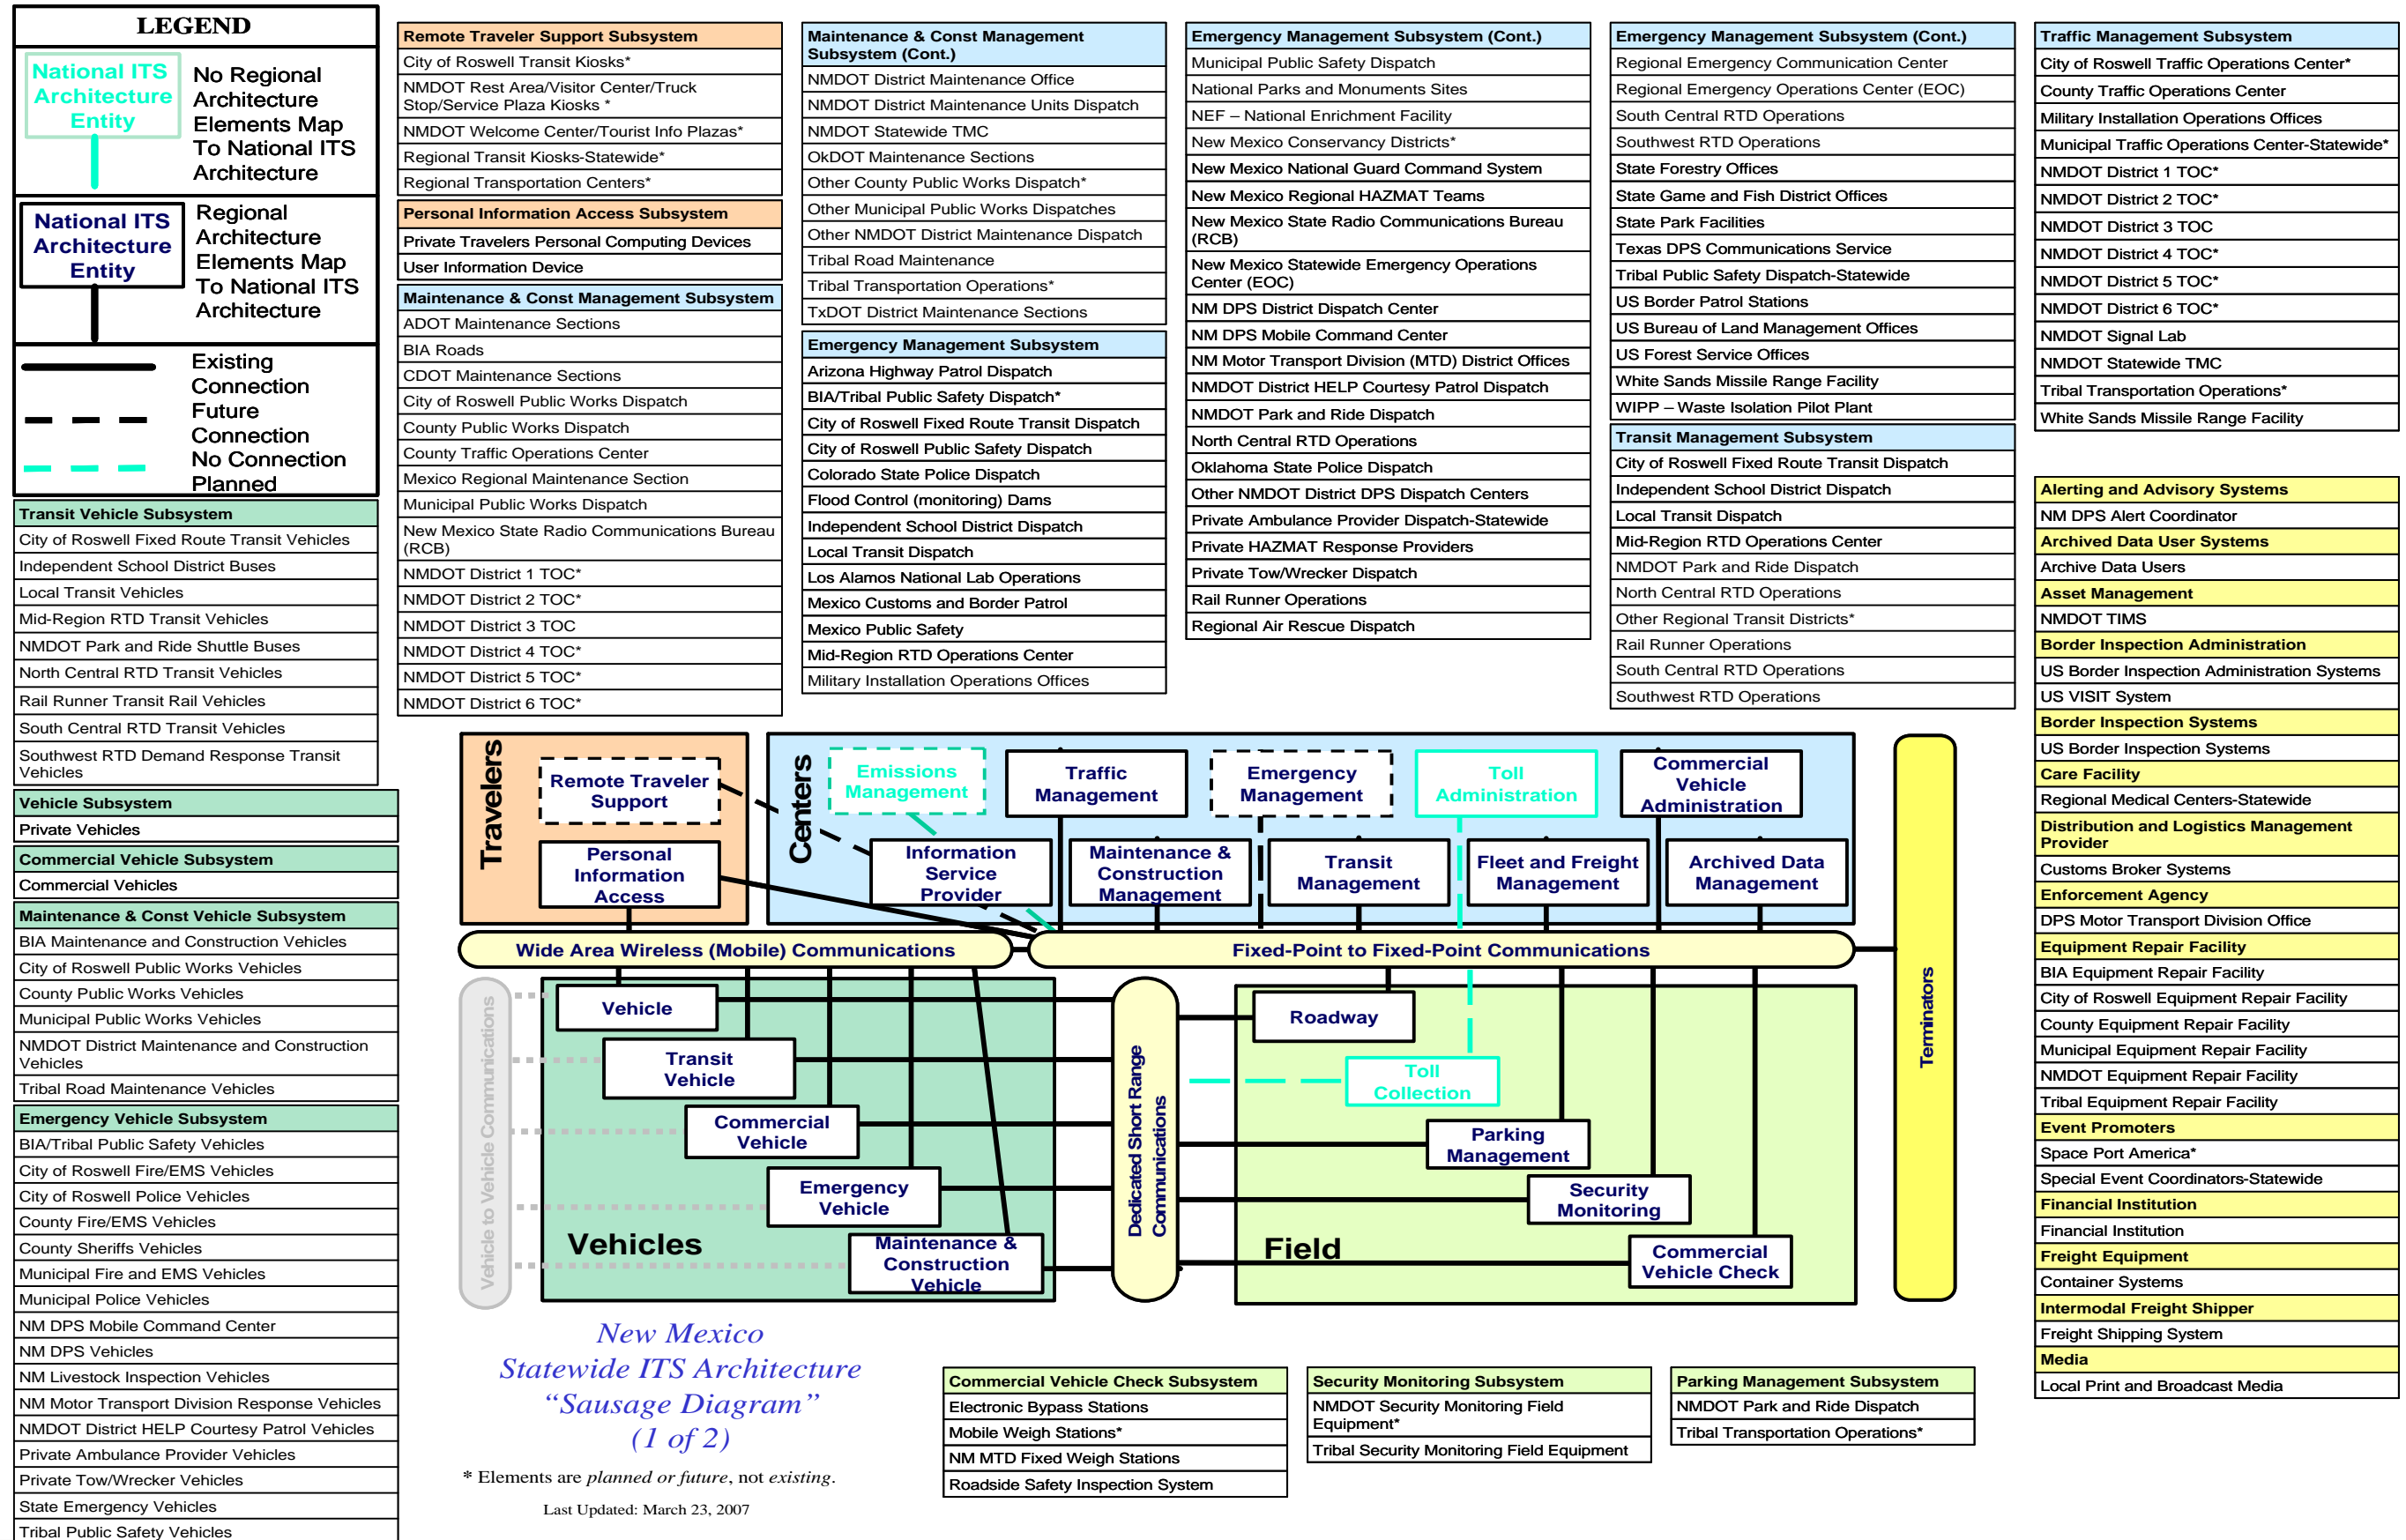 LEGEND
National ITS
Architecture
Entity
No Regional
Architecture
Elements Map
To National ITS
Architecture
National ITS
Architecture
Entity
Regional
Architecture
Elements Map
To National ITS
Architecture
Existing
Connection
Future
Connection
No Connection
Planned
Transit Vehicle Subsystem
City of Roswell Fixed Route Transit Vehicles
Independent School District Buses
Local Transit Vehicles
Mid-Region RTD Transit Vehicles
NMDOT Park and Ride Shuttle Buses
North Central RTD Transit Vehicles
Rail Runner Transit Rail Vehicles
South Central RTD Transit Vehicles
Southwest RTD Demand Response Transit
Vehicles
Vehicle Subsystem
Private Vehicles
Commercial Vehicle Subsystem
Commercial Vehicles
Maintenance & Const Vehicle Subsystem
BIA Maintenance and Construction Vehicles
City of Roswell Public Works Vehicles
County Public Works Vehicles
Municipal Public Works Vehicles
NMDOT District Maintenance and Construction
Vehicles
Tribal Road Maintenance Vehicles
Emergency Vehicle Subsystem
BIA/Tribal Public Safety Vehicles
City of Roswell Fire/EMS Vehicles
City of Roswell Police Vehicles
County Fire/EMS Vehicles
County Sheriffs Vehicles
Municipal Fire and EMS Vehicles
Municipal Police Vehicles
NM DPS Mobile Command Center
NM DPS Vehicles
NM Livestock Inspection Vehicles
NM Motor Transport Division Response Vehicles
NMDOT District HELP Courtesy Patrol Vehicles
Private Ambulance Provider Vehicles
Private Tow/Wrecker Vehicles
State Emergency Vehicles
Tribal Public Safety Vehicles
Remote Traveler Support Subsystem
City of Roswell Transit Kiosks*
NMDOT Rest Area/Visitor Center/Truck
Stop/Service Plaza Kiosks *
NMDOT Welcome Center/Tourist Info Plazas*
Regional Transit Kiosks-Statewide*
Regional Transportation Centers*
Personal Information Access Subsystem
Private Travelers Personal Computing Devices
User Information Device
Maintenance & Const Management Subsystem
ADOT Maintenance Sections
BIA Roads
CDOT Maintenance Sections
City of Roswell Public Works Dispatch
County Public Works Dispatch
County Traffic Operations Center
Mexico Regional Maintenance Section
Municipal Public Works Dispatch
New Mexico State Radio Communications Bureau
(RCB)
NMDOT District 1 TOC*
NMDOT District 2 TOC*
NMDOT District 3 TOC
NMDOT District 4 TOC*
NMDOT District 5 TOC*
NMDOT District 6 TOC*
Maintenance & Const Management
Subsystem (Cont.)
NMDOT District Maintenance Office
NMDOT District Maintenance Units Dispatch
NMDOT Statewide TMC
OkDOT Maintenance Sections
Other County Public Works Dispatch*
Other Municipal Public Works Dispatches
Other NMDOT District Maintenance Dispatch
Tribal Road Maintenance
Tribal Transportation Operations*
TxDOT District Maintenance Sections
Emergency Management Subsystem
Arizona Highway Patrol Dispatch
BIA/Tribal Public Safety Dispatch*
City of Roswell Fixed Route Transit Dispatch
City of Roswell Public Safety Dispatch
Colorado State Police Dispatch
Flood Control (monitoring) Dams
Independent School District Dispatch
Local Transit Dispatch
Los Alamos National Lab Operations
Mexico Customs and Border Patrol
Mexico Public Safety
Mid-Region RTD Operations Center
Military Installation Operations Offices
Emergency Management Subsystem (Cont.)
Municipal Public Safety Dispatch
National Parks and Monuments Sites
NEF – National Enrichment Facility
New Mexico Conservancy Districts*
New Mexico National Guard Command System
New Mexico Regional HAZMAT Teams
New Mexico State Radio Communications Bureau
(RCB)
New Mexico Statewide Emergency Operations
Center (EOC)
NM DPS District Dispatch Center
NM DPS Mobile Command Center
NM Motor Transport Division (MTD) District Offices
NMDOT District HELP Courtesy Patrol Dispatch
NMDOT Park and Ride Dispatch
North Central RTD Operations
Oklahoma State Police Dispatch
Other NMDOT District DPS Dispatch Centers
Private Ambulance Provider Dispatch-Statewide
Private HAZMAT Response Providers
Private Tow/Wrecker Dispatch
Rail Runner Operations
Regional Air Rescue Dispatch
Emergency Management Subsystem (Cont.)
Regional Emergency Communication Center
Regional Emergency Operations Center (EOC)
South Central RTD Operations
Southwest RTD Operations
State Forestry Offices
State Game and Fish District Offices
State Park Facilities
Texas DPS Communications Service
Tribal Public Safety Dispatch-Statewide
US Border Patrol Stations
US Bureau of Land Management Offices
US Forest Service Offices
White Sands Missile Range Facility
WIPP – Waste Isolation Pilot Plant
Transit Management Subsystem
City of Roswell Fixed Route Transit Dispatch
Independent School District Dispatch
Local Transit Dispatch
Mid-Region RTD Operations Center
NMDOT Park and Ride Dispatch
North Central RTD Operations
Other Regional Transit Districts*
Rail Runner Operations
South Central RTD Operations
Southwest RTD Operations
Traffic Management Subsystem
City of Roswell Traffic Operations Center*
County Traffic Operations Center
Military Installation Operations Offices
Municipal Traffic Operations Center-Statewide*
NMDOT District 1 TOC*
NMDOT District 2 TOC*
NMDOT District 3 TOC
NMDOT District 4 TOC*
NMDOT District 5 TOC*
NMDOT District 6 TOC*
NMDOT Signal Lab
NMDOT Statewide TMC
Tribal Transportation Operations*
White Sands Missile Range Facility
Alerting and Advisory Systems
NM DPS Alert Coordinator
Archived Data User Systems
Archive Data Users
Asset Management
NMDOT TIMS
Border Inspection Administration
US Border Inspection Administration Systems
US VISIT System
Border Inspection Systems
US Border Inspection Systems
Care Facility
Regional Medical Centers-Statewide
Distribution and Logistics Management
Provider
Customs Broker Systems
Enforcement Agency
DPS Motor Transport Division Office
Equipment Repair Facility
BIA Equipment Repair Facility
City of Roswell Equipment Repair Facility
County Equipment Repair Facility
Municipal Equipment Repair Facility
NMDOT Equipment Repair Facility
Tribal Equipment Repair Facility
Event Promoters
Space Port America*
Special Event Coordinators-Statewide
Financial Institution
Financial Institution
Freight Equipment
Container Systems
Intermodal Freight Shipper
Freight Shipping System
Media
Local Print and Broadcast Media
Travelers
Remote Traveler
Support
Personal
Information
Access
Centers
Emissions
Management
Traffic
Management
Emergency
Management
Toll
Administration
Commercial
Vehicle
Administration
Information
Service
Provider
Maintenance &
Construction
Management
Transit
Management
Fleet and Freight
Management
Archived Data
Management
Wide Area Wireless (Mobile) Communications
Fixed-Point to Fixed-Point Communications
Terminators
Vehicle to Vehicle Communications
Vehicle
Transit
Vehicle
Commercial
Vehicle
Emergency
Vehicle
Maintenance &
Construction
Vehicle
Vehicles
Dedicated Short Range
Communications
Roadway
Toll
Collection
Parking
Management
Security
Monitoring
Commercial
Vehicle Check
Field
New Mexico
Statewide ITS Architecture
“Sausage Diagram”
(1 of 2)
* Elements are planned or future, not existing.
Last Updated: March 23, 2007
Commercial Vehicle Check Subsystem
Electronic Bypass Stations
Mobile Weigh Stations*
NM MTD Fixed Weigh Stations
Roadside Safety Inspection System
Security Monitoring Subsystem
NMDOT Security Monitoring Field
Equipment*
Tribal Security Monitoring Field Equipment
Parking Management Subsystem
NMDOT Park and Ride Dispatch
Tribal Transportation Operations*